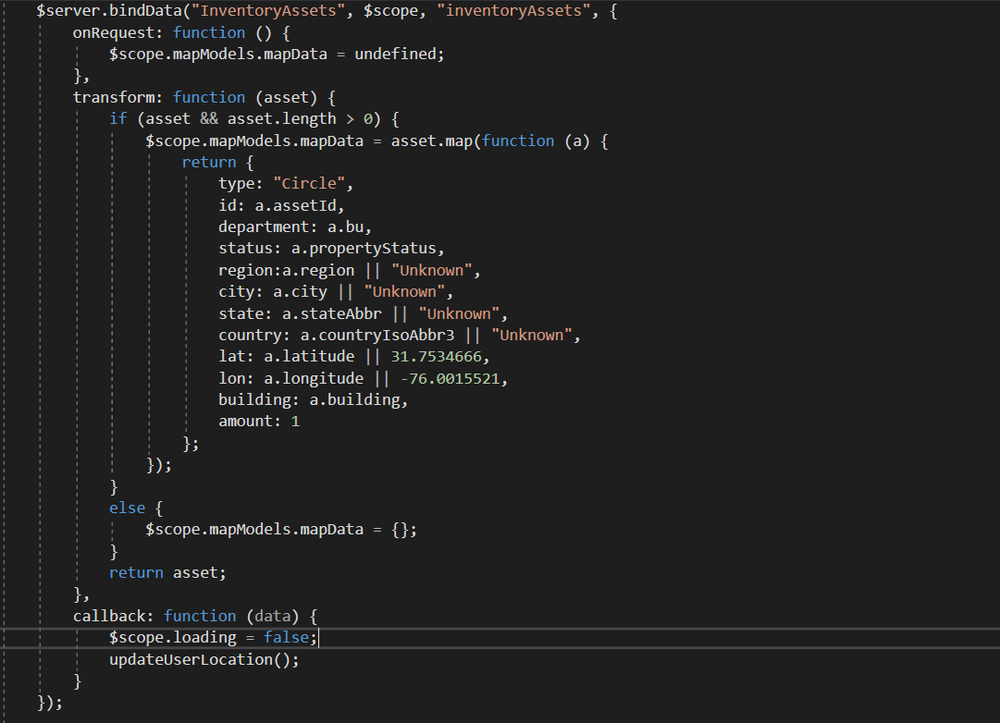 $server.bindData("InventoryAssets", $scope, "inventoryAssets", {
    onRequest: function () {
        $scope.mapModels.mapData = undefined;
    },
    transform: function (asset) {
        if (asset && asset.length > 0) {
            $scope.mapModels.mapData = asset.map(function (a) {
                return {
                    type: "Circle",
                    id: a.assetId,
                    department: a.bu,
                    status: a.propertyStatus,
                    region:a.region || "Unknown",
                    city: a.city || "Unknown",
                    state: a.stateAbbr || "Unknown",
                    country: a.countryIsoAbbr3 || "Unknown",
                    lat: a.latitude || 31.7534666,
                    lon: a.longitude || -76.0015521,
                    building: a.building,
                    amount: 1
                };
            });
        }
        else {
            $scope.mapModels.mapData = {};
        }
        return asset;
    },
    callback: function (data) {
        $scope.loading = false;
        updateUserLocation();
    }
});